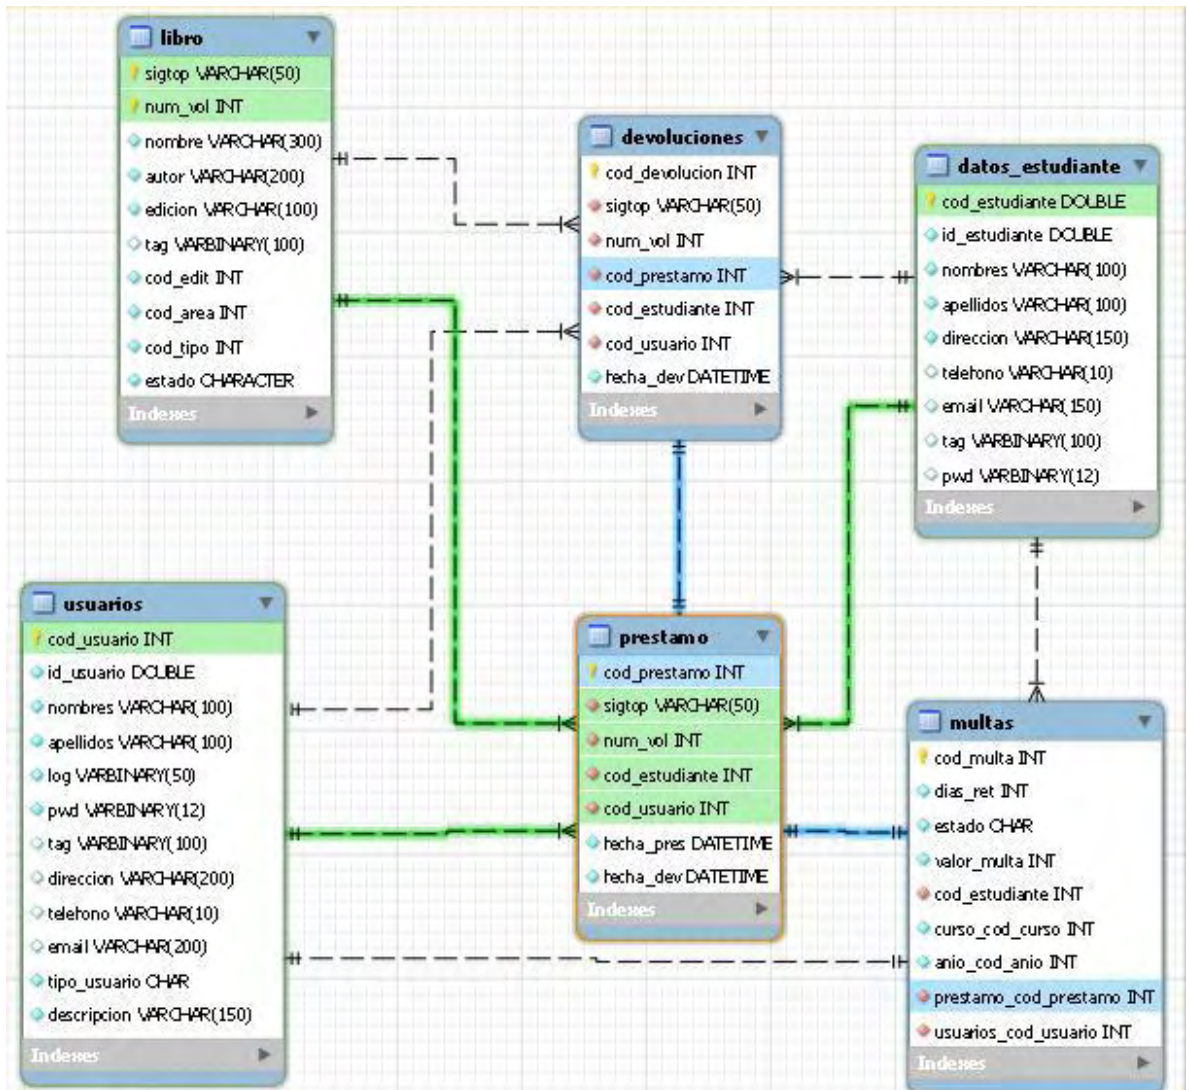 libro
sigtop VARCHAR(50)
num_vol INT
nombre VARCHAR(300)
autor VARCHAR(200)
edicion VARCHAR(100)
tag VARBINARY(100)
cod_edit INT
cod_area INT
cod_tipo INT
estado CHARACTER
Indexes
devoluciones
cod_devolucion INT
sigtop VARCHAR(50)
num_vol INT
cod_prestamo INT
cod_estudiante INT
cod_usuario INT
fecha_dev DATETIME
Indexes
datos_estudiante
cod_estudiante DOUBLE
id_estudiante DOUBLE
nombres VARCHAR(100)
apellidos VARCHAR(100)
direccion VARCHAR(150)
telefono VARCHAR(10)
email VARCHAR(150)
tag VARBINARY(100)
pwd VARBINARY(12)
Indexes
usuarios
cod_usuario INT
id_usuario DOUBLE
nombres VARCHAR(100)
apellidos VARCHAR(100)
log VARBINARY(50)
pwd VARBINARY(12)
tag VARBINARY(100)
direccion VARCHAR(200)
telefono VARCHAR(10)
email VARCHAR(200)
tipo_usuario CHAR
descripcion VARCHAR(150)
Indexes
prestamo
cod_prestamo INT
sigtop VARCHAR(50)
num_vol INT
cod_estudiante INT
cod_usuario INT
fecha_pres DATETIME
fecha_dev DATETIME
Indexes
multas
cod_multa INT
dias_ret INT
estado CHAR
valor_multa INT
cod_estudiante INT
curso_cod_curso INT
anio_cod_anio INT
prestamo_cod_prestamo INT
usuarios_cod_usuario INT
Indexes